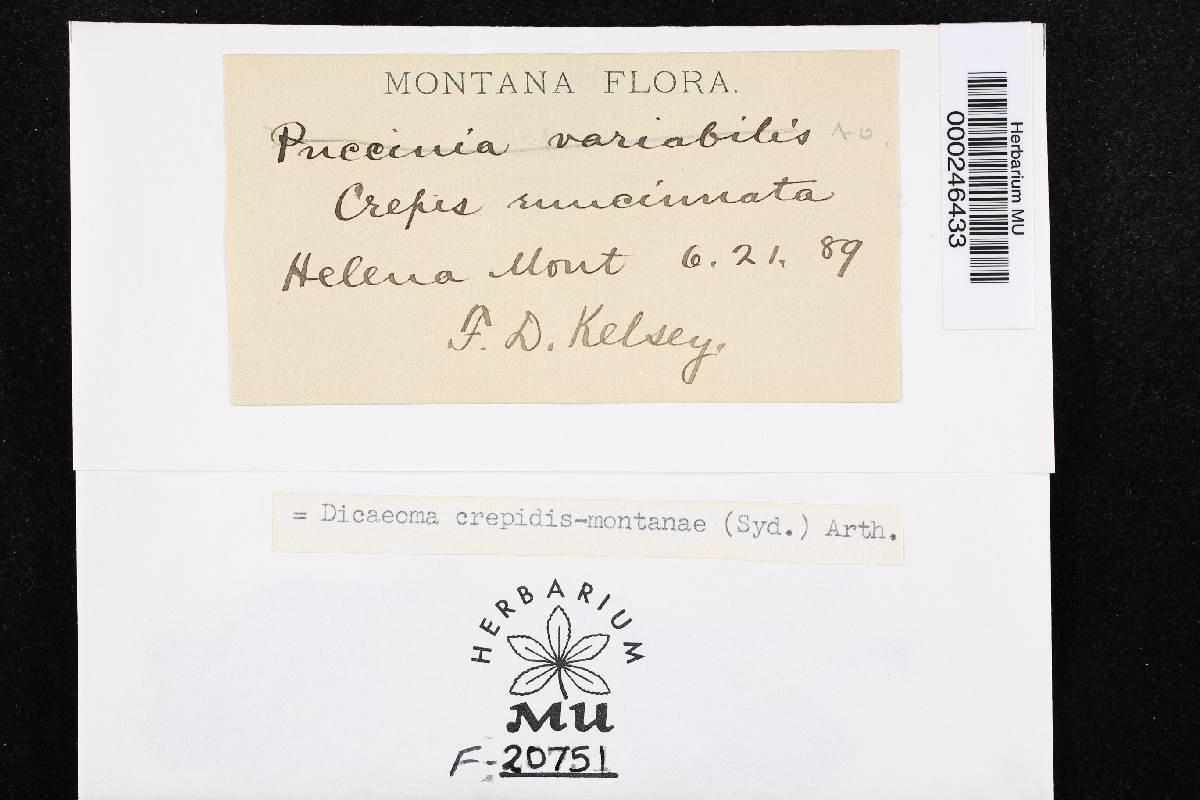 MONTANA FLORA.
Puccinia variabilis
Crepis runcinnata
Helena Mont 6.21.89
F. D. Kelsey.
Herbarium MU
000246433
= Dicaeoma crepidis-montanae (Syd.) Arth.
HERBARIUM
MU
F-20751